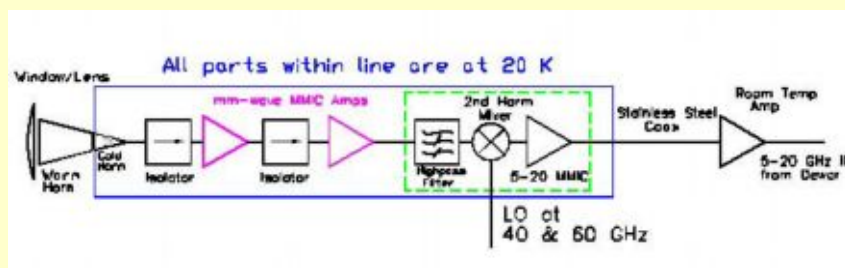 All parts within line are at 20 K
Window/Lens
mm-wave MMIC Amps
2nd Harm
Mixer
Stainless Steel
Coax
Room Temp
Amp
Cold
Horn
Warm
Horn
Isolator
Isolator
Highpass
Filter
5-20 MMIC
5-20 GHz
from Dewar
LO at
40 & 60 GHz